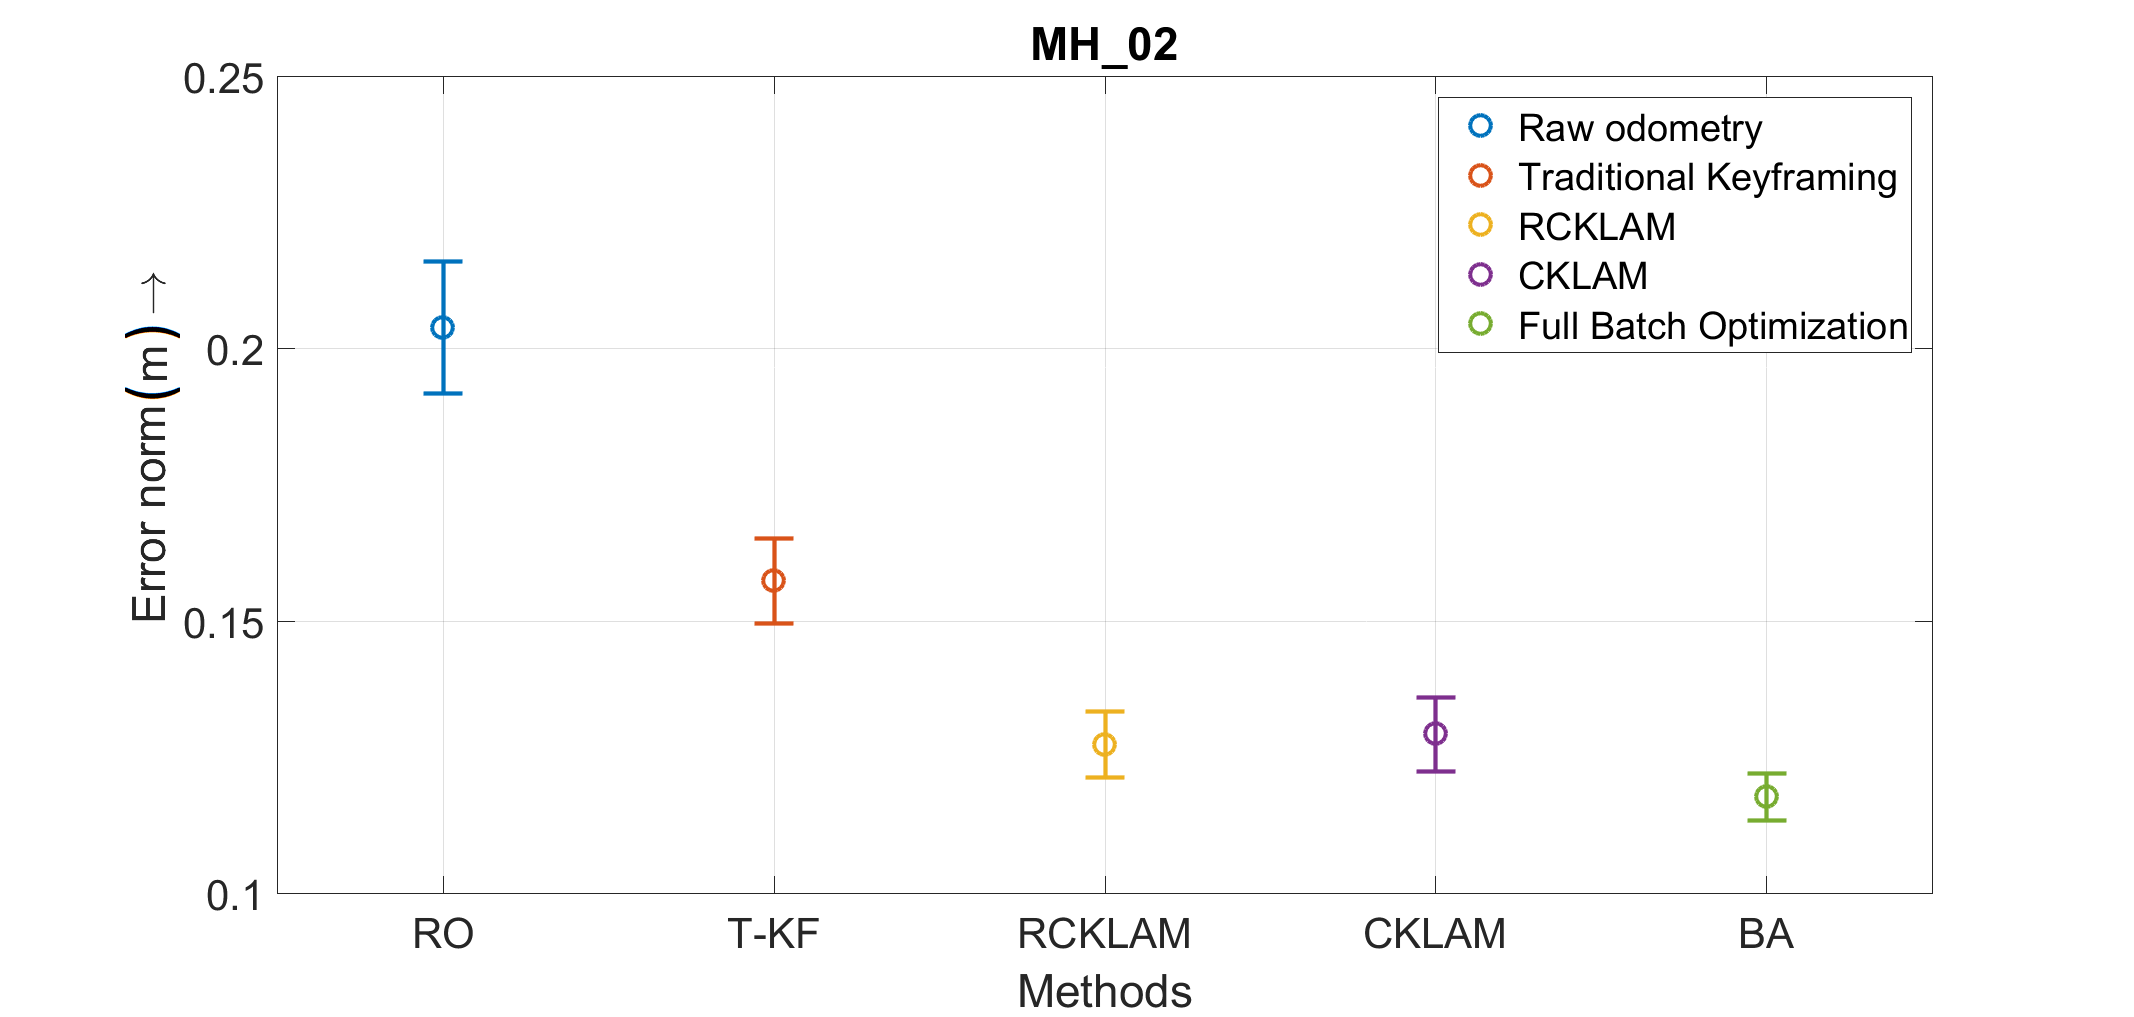 MH_02
0.25
0.2
0.15
0.1
Error norm(m)→
Raw odometry
Traditional Keyframing
RCKLAM
CKLAM
Full Batch Optimization
RO
T-KF
RCKLAM
CKLAM
BA
Methods